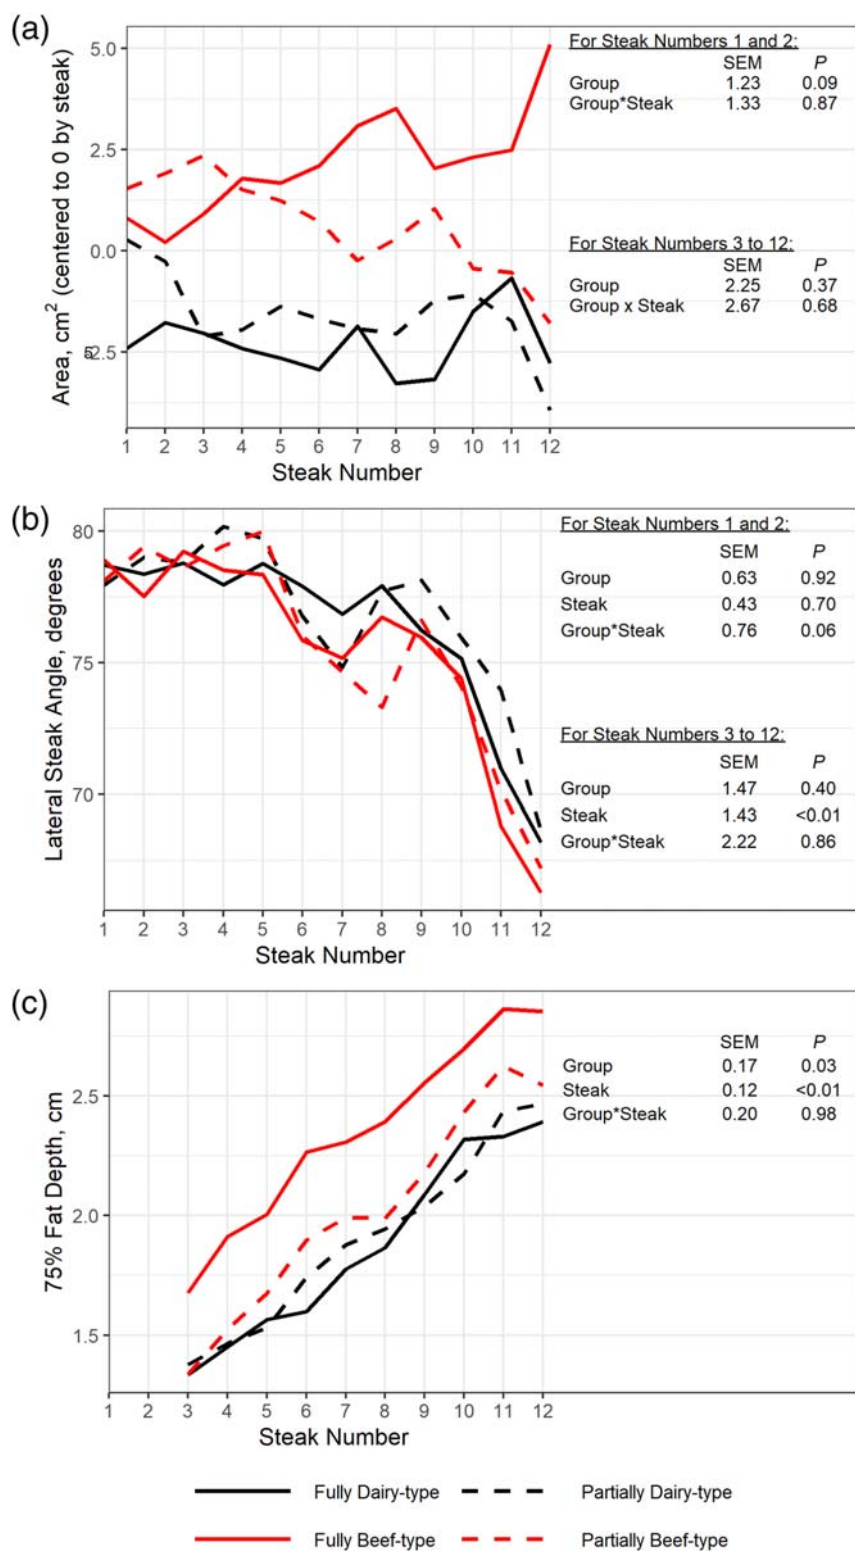 (a)
5.0
2.5
0.0
-2.5
5
Area, cm² (centered to 0 by steak)
1 2 3 4 5 6 7 8 9 10 11 12
Steak Number
For Steak Numbers 1 and 2:
SEM P
Group 1.23 0.09
Group*Steak 1.33 0.87
For Steak Numbers 3 to 12:
SEM P
Group 2.25 0.37
Group x Steak 2.67 0.68
(b)
80
75
70
Lateral Steak Angle, degrees
1 2 3 4 5 6 7 8 9 10 11 12
Steak Number
For Steak Numbers 1 and 2:
SEM P
Group 0.63 0.92
Steak 0.43 0.70
Group*Steak 0.76 0.06
For Steak Numbers 3 to 12:
SEM P
Group 1.47 0.40
Steak 1.43 <0.01
Group*Steak 2.22 0.86
(c)
2.5
2.0
1.5
75% Fat Depth, cm
1 2 3 4 5 6 7 8 9 10 11 12
Steak Number
SEM P
Group 0.17 0.03
Steak 0.12 <0.01
Group*Steak 0.20 0.98
Fully Dairy-type Partially Dairy-type
Fully Beef-type Partially Beef-type